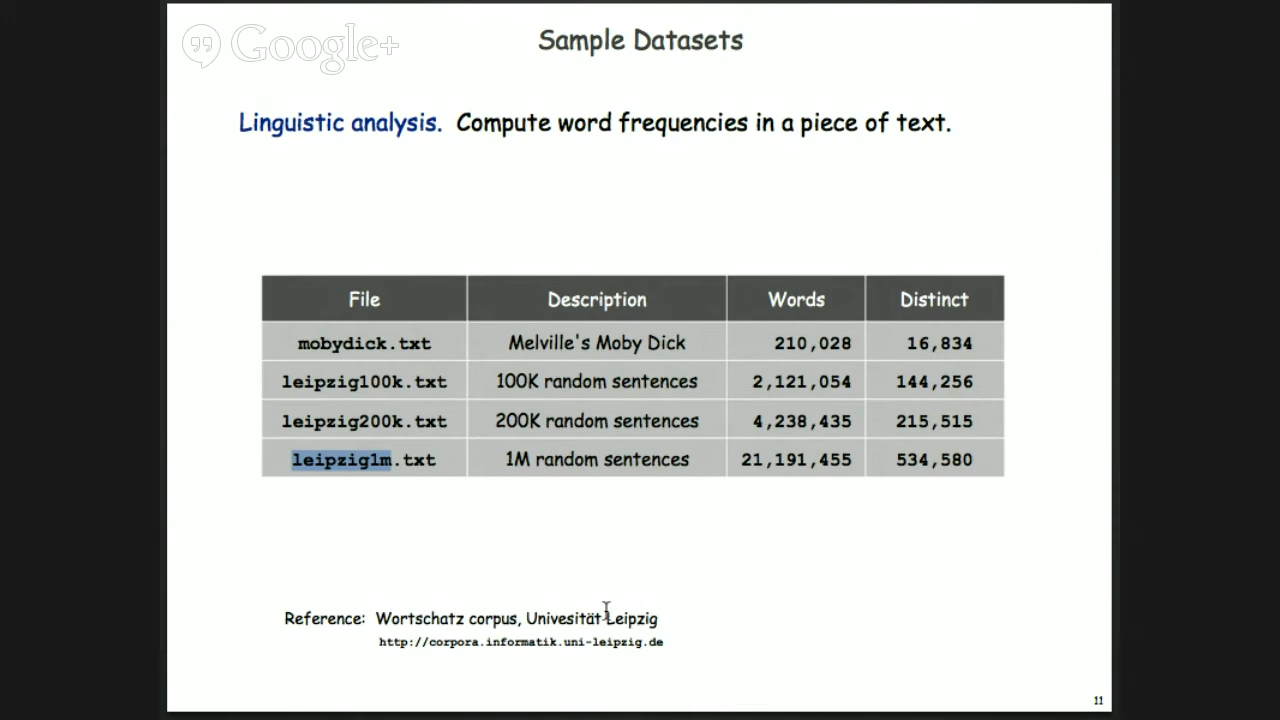 Google+
Sample Datasets
Linguistic analysis. Compute word frequencies in a piece of text.
File Description Words Distinct
mobydick.txt Melville's Moby Dick 210,028 16,834
leipzig100k.txt 100K random sentences 2,121,054 144,256
leipzig200k.txt 200K random sentences 4,238,435 215,515
leipzig1m.txt 1M random sentences 21,191,455 534,580
Reference: Wortschatz corpus, Univesität Leipzig
http://corpora.informatik.uni-leipzig.de
11